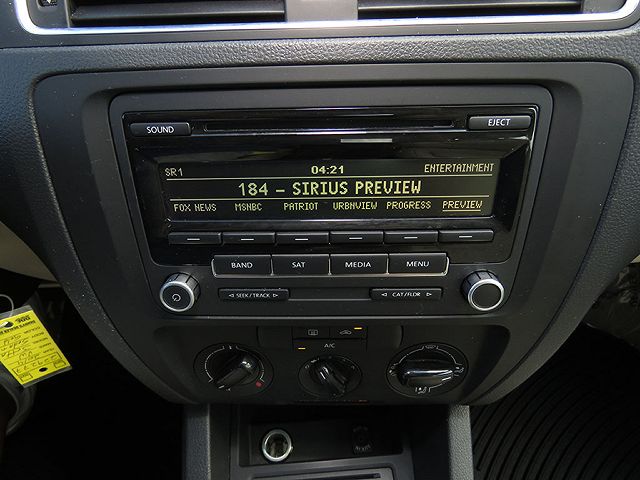 SOUND
EJECT
SR1 04:21 ENTERTAINMENT
184 - SIRIUS PREVIEW
FOX NEWS MSNBC PATRIOT URBNVIEW PROGRESS PREVIEW
BAND SAT MEDIA MENU
SEEK/TRACK
CAT/FLDR
A/C